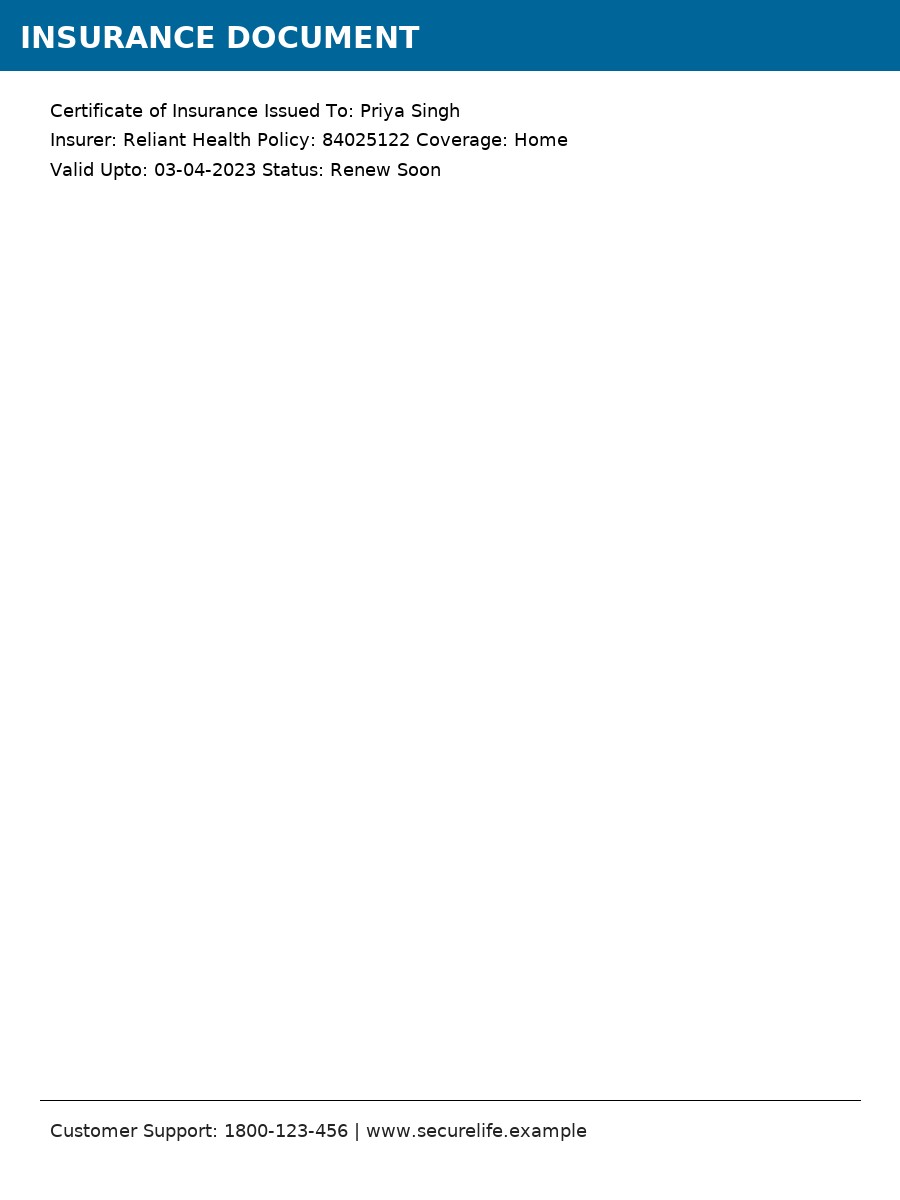 INSURANCE DOCUMENT
Certificate of Insurance Issued To: Priya Singh
Insurer: Reliant Health Policy: 84025122 Coverage: Home
Valid Upto: 03-04-2023 Status: Renew Soon
Customer Support: 1800-123-456 | www.securelife.example